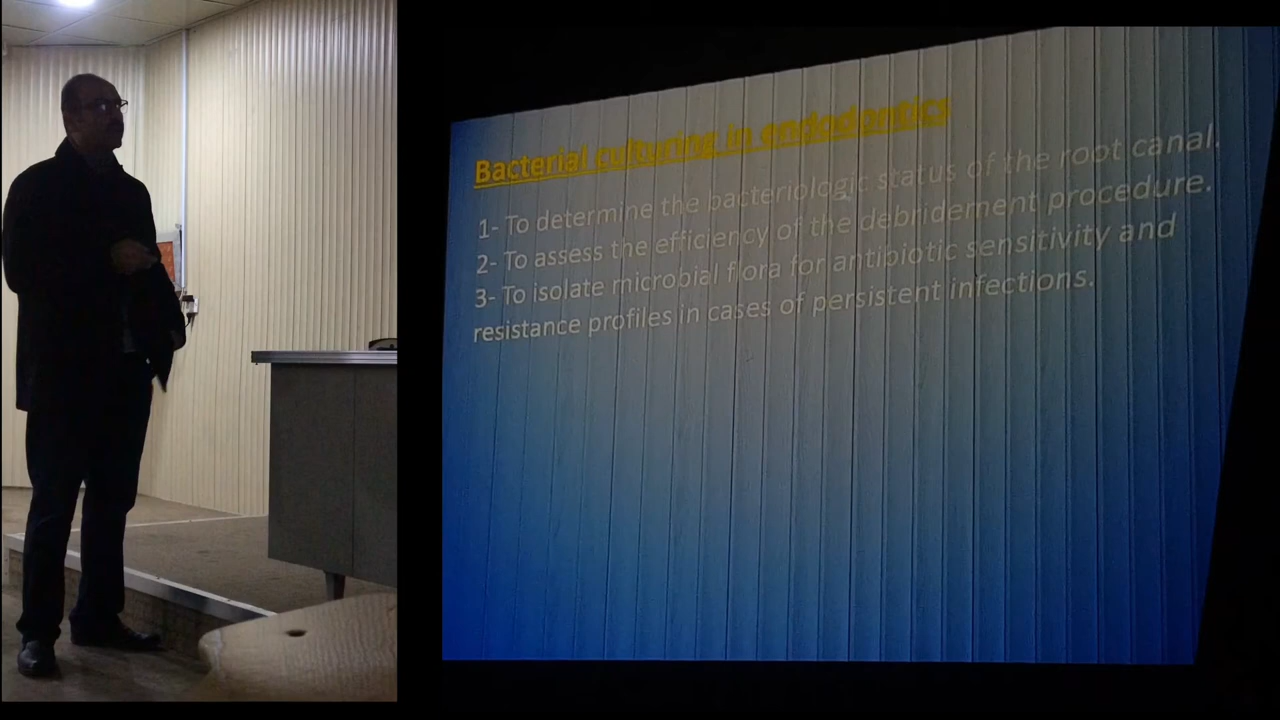 Bacterial culturing in endodontics
1- To determine the bacteriologic status of the root canal.
2- To assess the efficiency of the debridement procedure.
3- To isolate microbial flora for antibiotic sensitivity and
resistance profiles in cases of persistent infections.